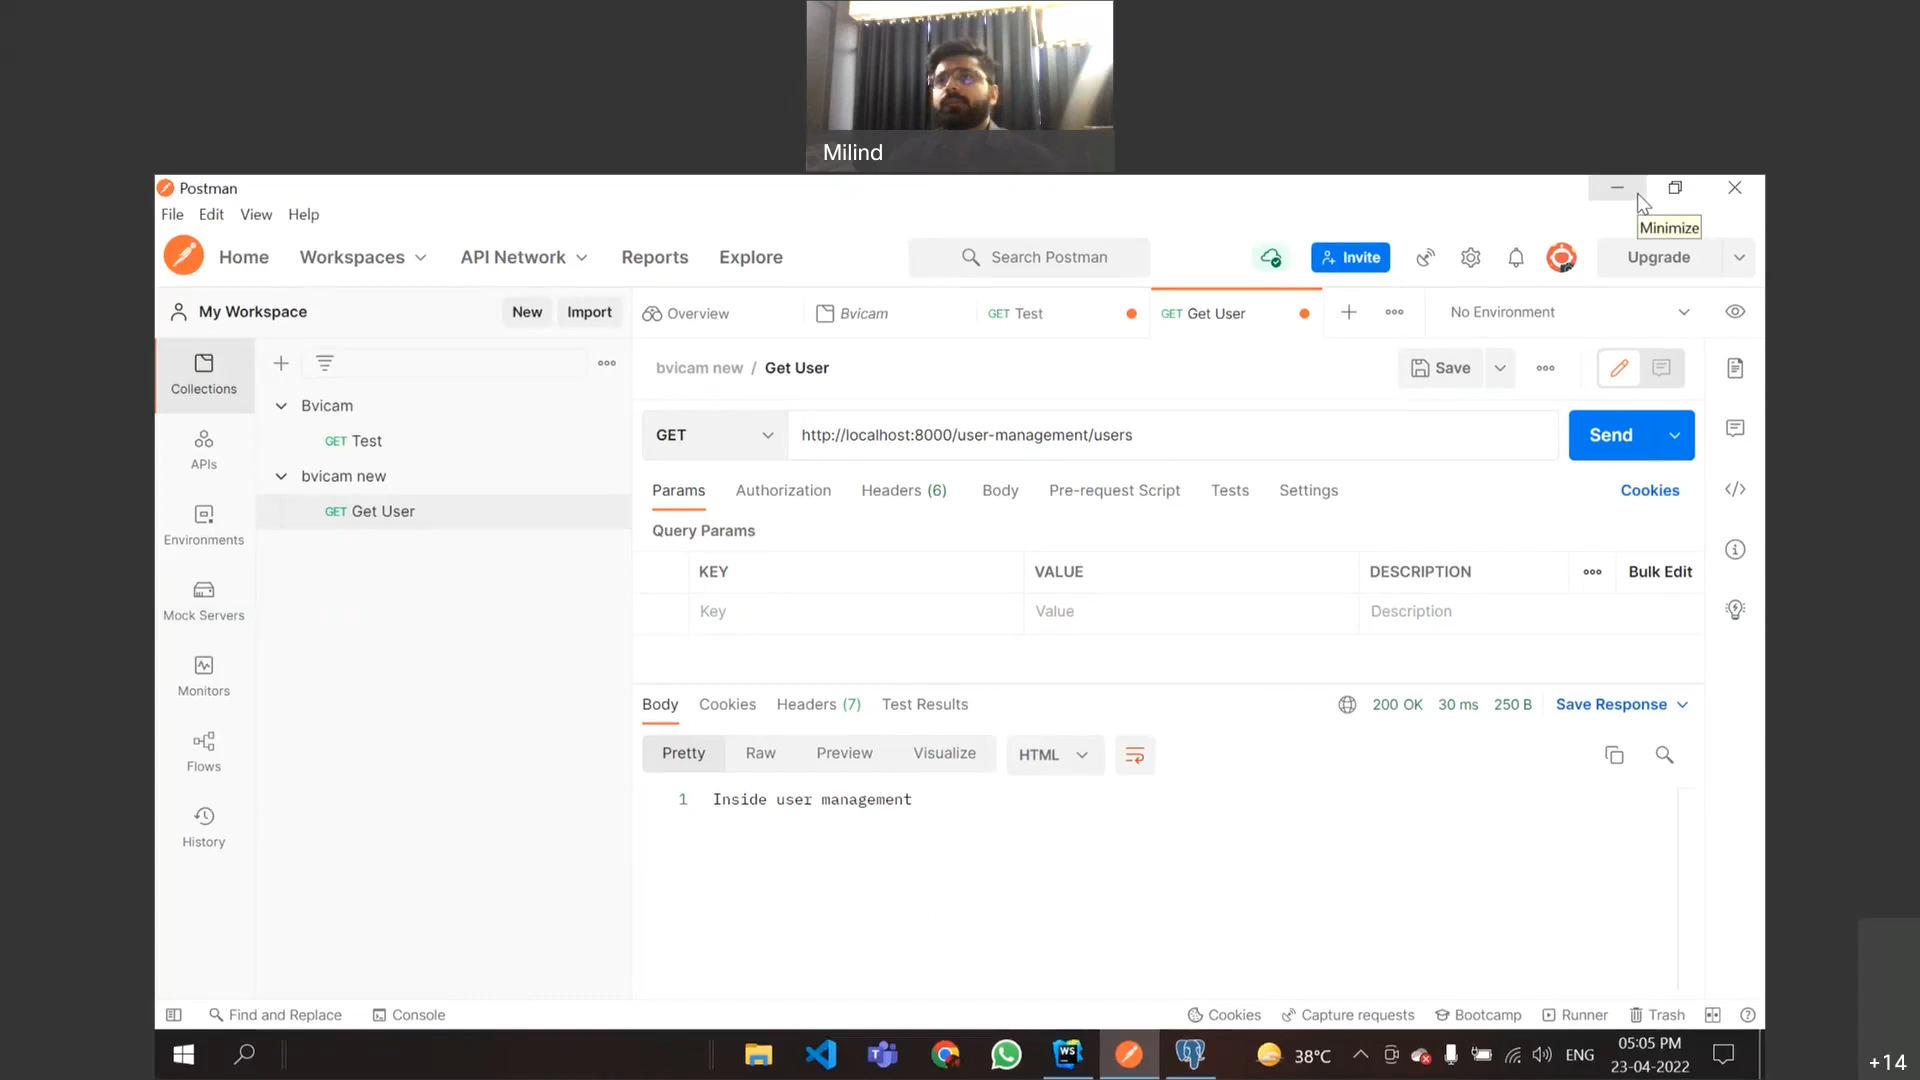 Milind
Postman
File Edit View Help
Minimize
Home Workspaces API Network Reports Explore Search Postman Invite Upgrade
My Workspace New Import Overview Bvicam GET Test GET Get User No Environment
bvicam new / Get User Save
Collections
Bvicam
GET Test
GET http://localhost:8000/user-management/users Send
APIs
bvicam new
Params Authorization Headers (6) Body Pre-request Script Tests Settings Cookies
GET Get User
Environments
Query Params
KEY VALUE DESCRIPTION Bulk Edit
Key Value Description
Mock Servers
Monitors
Body Cookies Headers (7) Test Results 200 OK 30 ms 250 B Save Response
Pretty Raw Preview Visualize HTML
Flows
1 Inside user management
History
Find and Replace Console Cookies Capture requests Bootcamp Runner Trash
WS 38°C ENG 05:05 PM
23-04-2022
+14